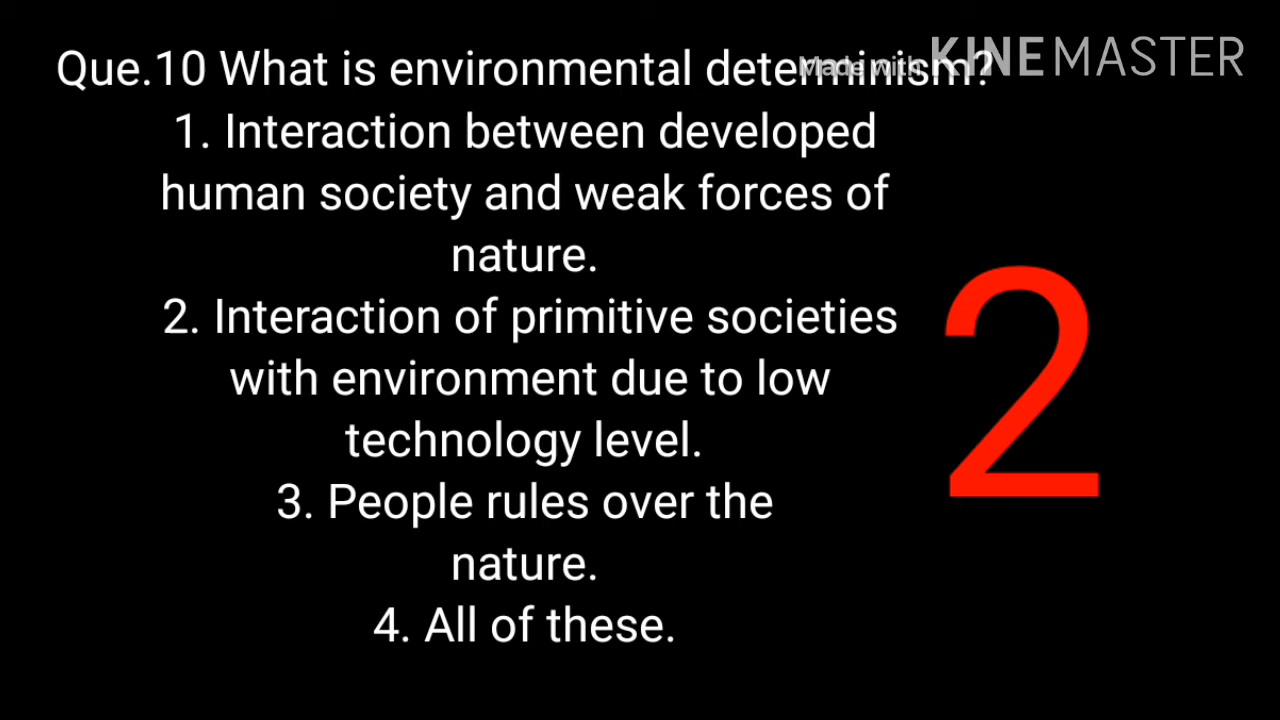 Que.10 What is environmental determinism?
Made with KINEMASTER
1. Interaction between developed
human society and weak forces of
nature.
2. Interaction of primitive societies
with environment due to low
technology level.
3. People rules over the
nature.
4. All of these.
2